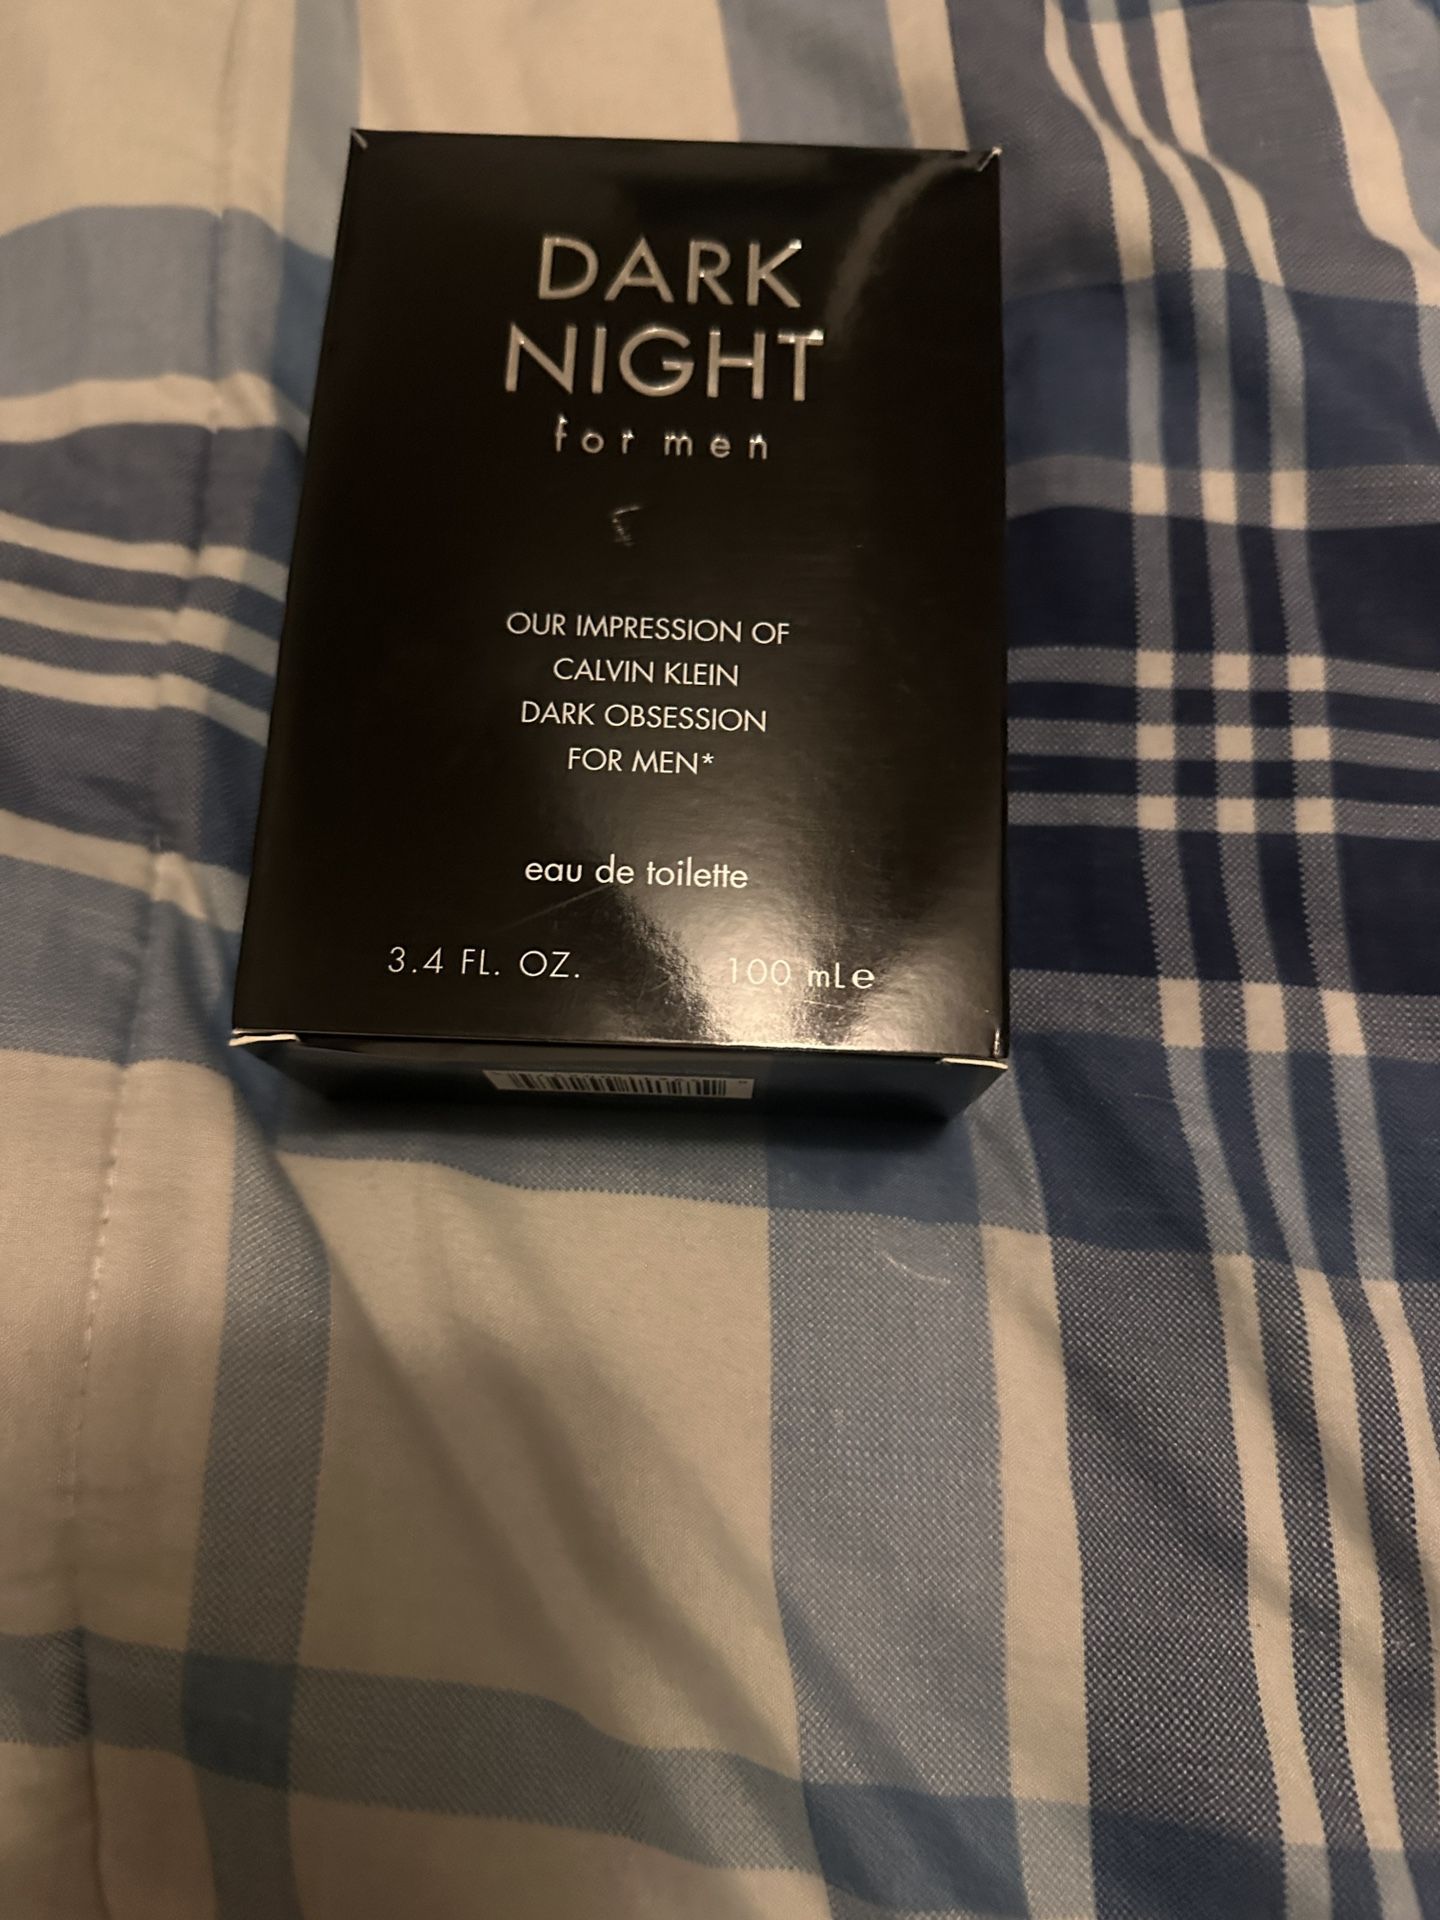 DARK
NIGHT
for men
OUR IMPRESSION OF
CALVIN KLEIN
DARK OBSESSION
FOR MEN*
eau de toilette
3.4 FL. OZ. 100 mL e